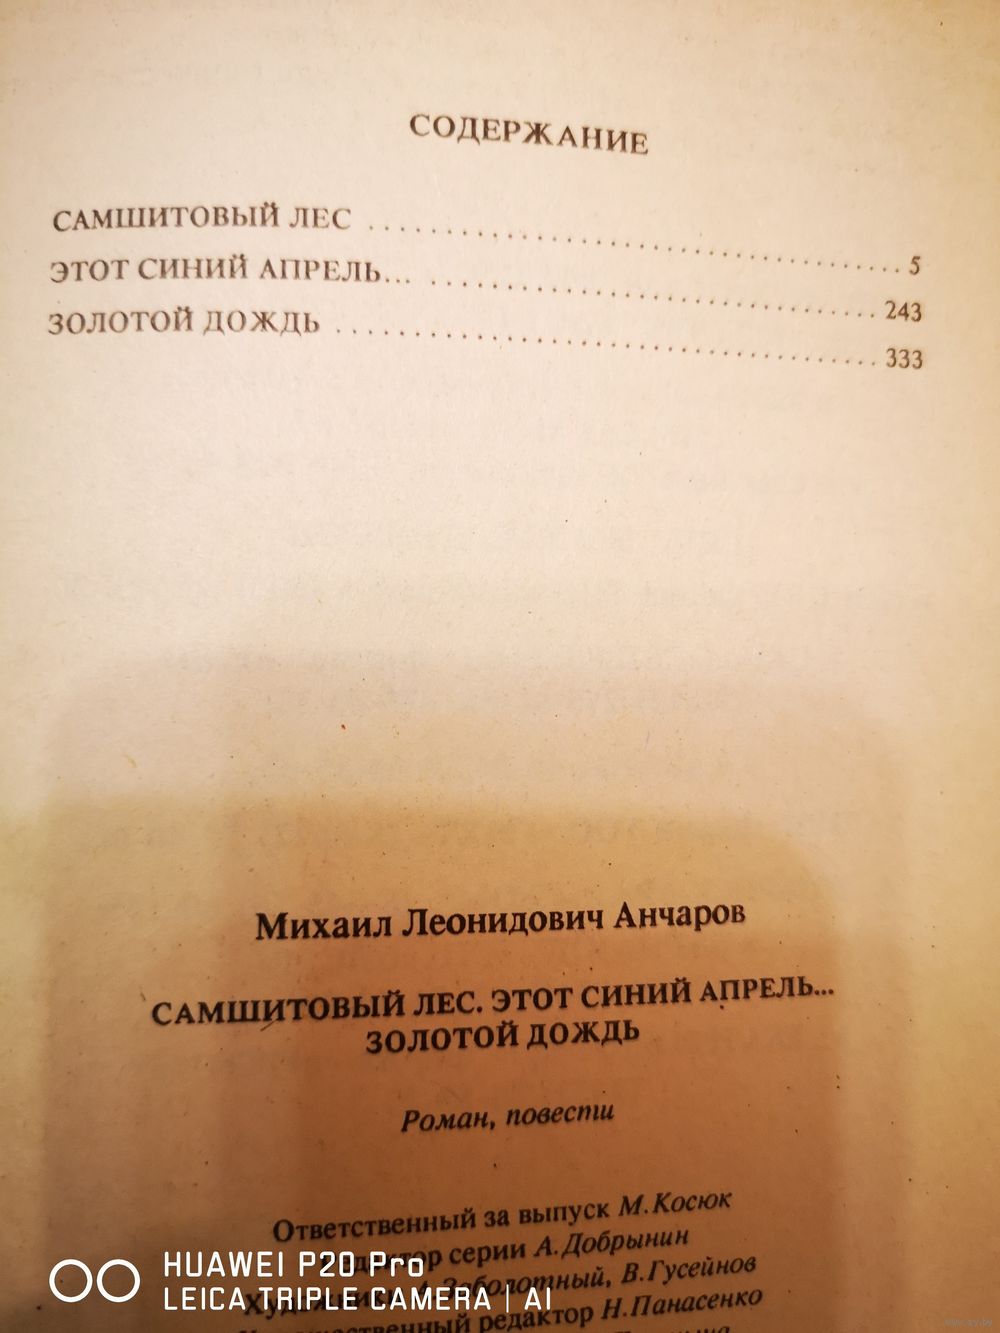 СОДЕРЖАНИЕ
САМШИТОВЫЙ ЛЕС ........................................ 5
ЭТОТ СИНИЙ АПРЕЛЬ... ................................ 243
ЗОЛОТОЙ ДОЖДЬ ........................................ 333
Михаил Леонидович Анчаров
САМШИТОВЫЙ ЛЕС. ЭТОТ СИНИЙ АПРЕЛЬ...
ЗОЛОТОЙ ДОЖДЬ
Роман, повести
Ответственный за выпуск М.Косюк
серии А.Добрынин
Заболотный, В.Гусейнов
редактор Н.Панасенко
HUAWEI P20 Pro
LEICA TRIPLE CAMERA | AI